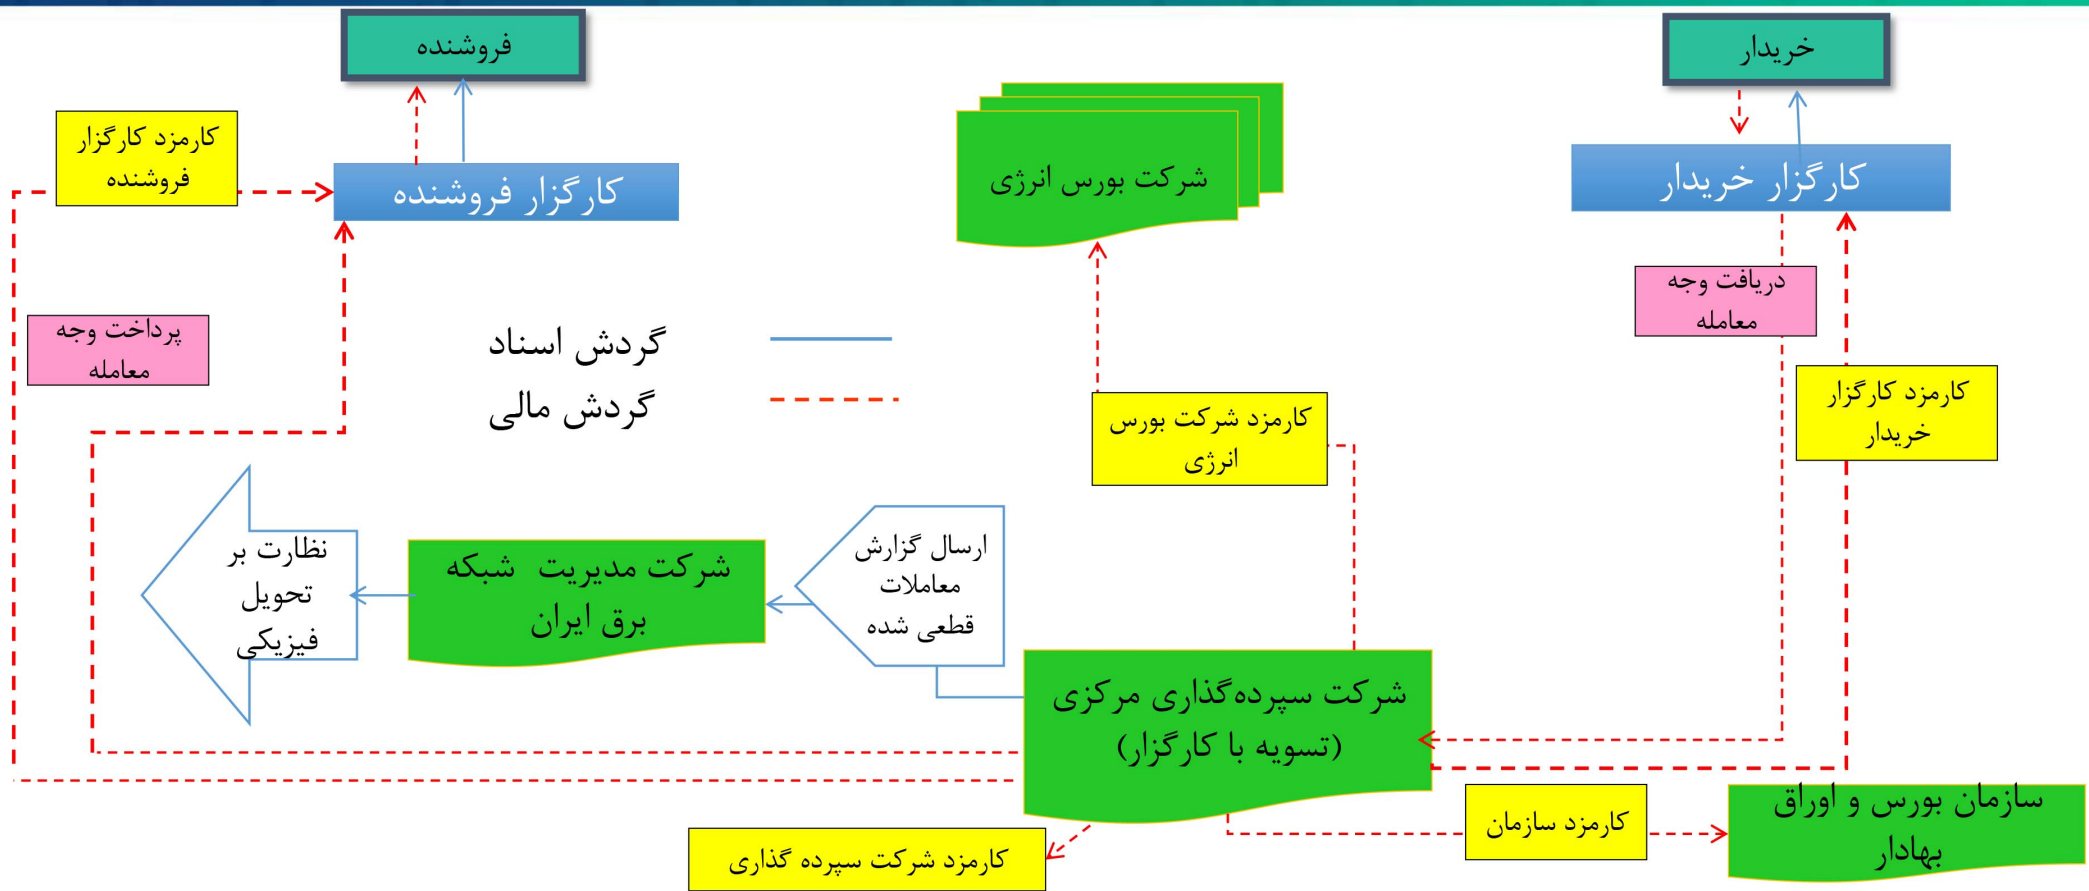 خریدار
فروشنده
کارگزار خریدار
شرکت بورس انرژی
کارگزار فروشنده
کارمزد کارگزار
فروشنده
دریافت وجه
معامله
پرداخت وجه
معامله
گردش اسناد
گردش مالی
کارمزد کارگزار
خریدار
کارمزد شرکت بورس
انرژی
ارسال گزارش
معاملات
قطعی شده
شرکت مدیریت شبکه
برق ایران
نظارت بر
تحویل
فیزیکی
شرکت سپرده‌گذاری مرکزی
(تسویه با کارگزار)
سازمان بورس و اوراق
بهادار
کارمزد سازمان
کارمزد شرکت سپرده گذاری